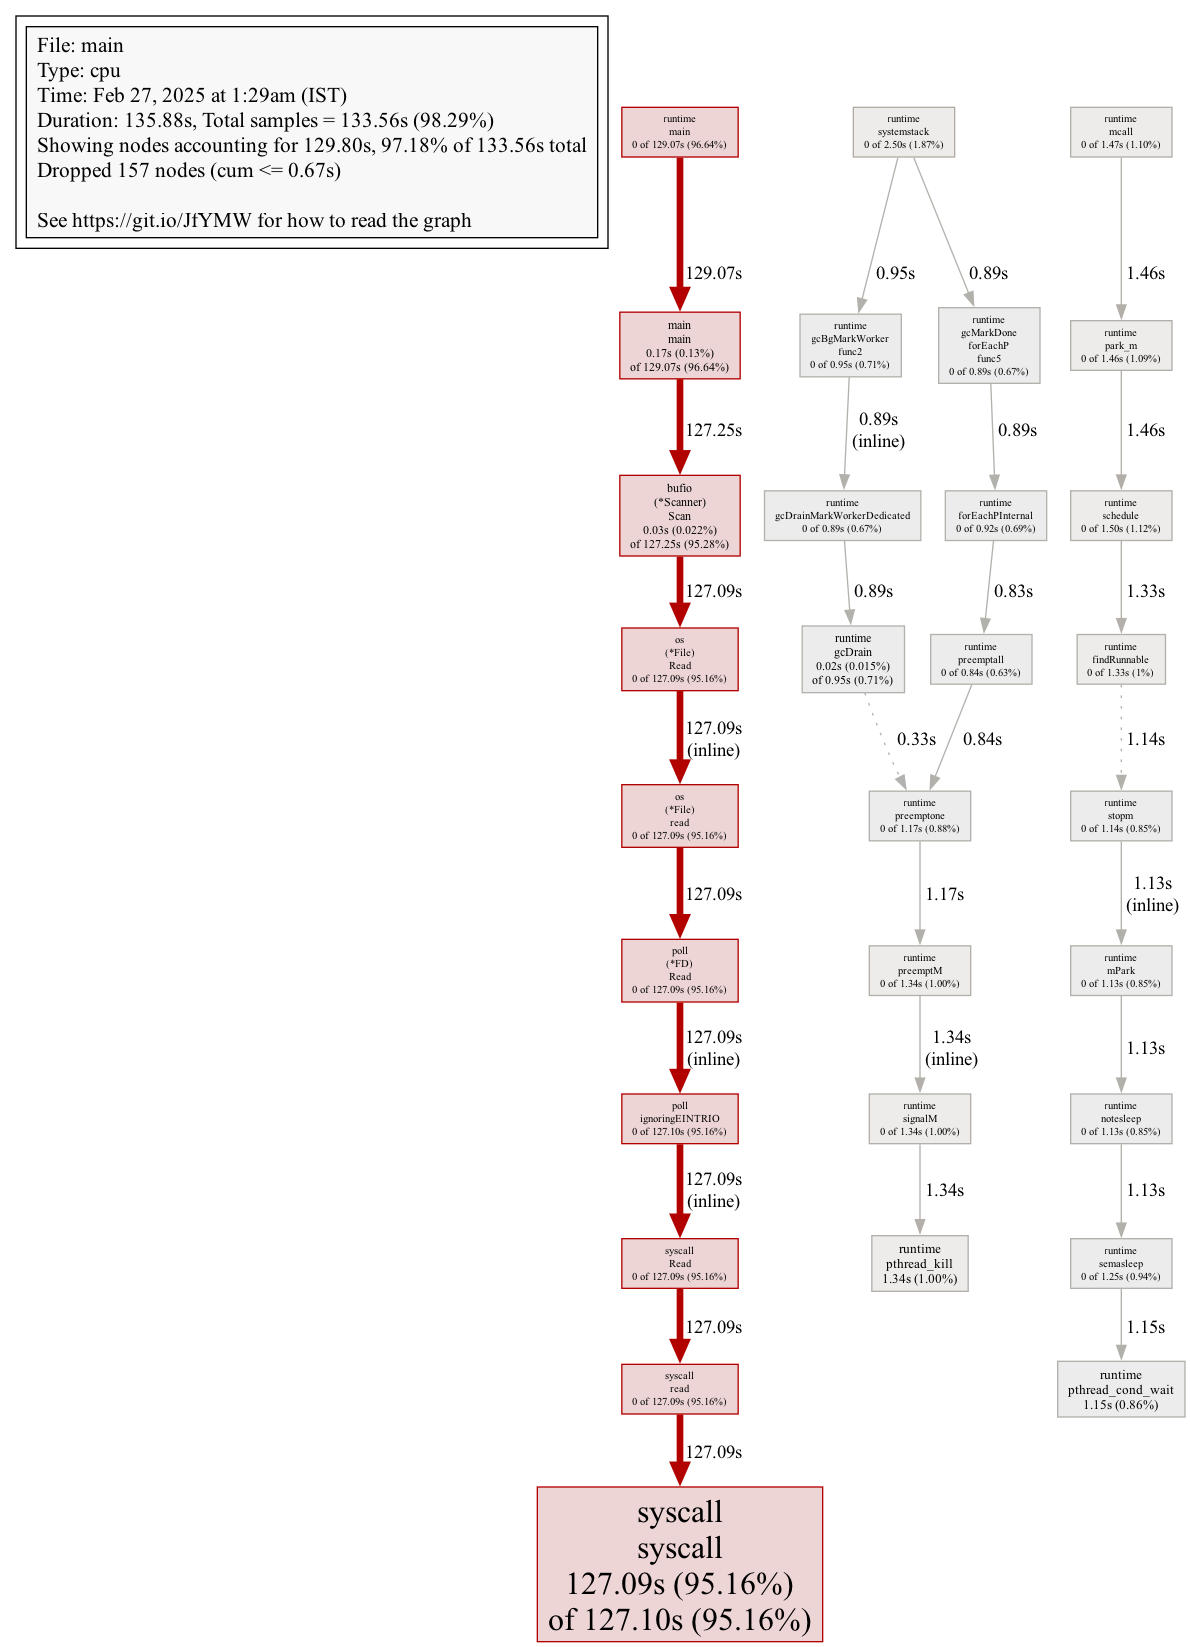 File: main
Type: cpu
Time: Feb 27, 2025 at 1:29am (IST)
Duration: 135.88s, Total samples = 133.56s (98.29%)
Showing nodes accounting for 129.80s, 97.18% of 133.56s total
Dropped 157 nodes (cum <= 0.67s)
See https://git.io/JfYMW for how to read the graph
runtime
main
0 of 129.07s (96.64%)
129.07s
main
main
0.17s (0.13%)
of 129.07s (96.64%)
127.25s
bufio
(*Scanner)
Scan
0.03s (0.022%)
of 127.25s (95.28%)
127.09s
os
(*File)
Read
0 of 127.09s (95.16%)
127.09s
(inline)
os
(*File)
read
0 of 127.09s (95.16%)
127.09s
poll
(*FD)
Read
0 of 127.09s (95.16%)
127.09s
(inline)
poll
ignoringEINTRIO
0 of 127.10s (95.16%)
127.09s
(inline)
syscall
Read
0 of 127.09s (95.16%)
127.09s
syscall
read
0 of 127.09s (95.16%)
127.09s
syscall
syscall
127.09s (95.16%)
of 127.10s (95.16%)
runtime
systemstack
0 of 2.50s (1.87%)
0.95s
0.89s
runtime
gcBgMarkWorker
func2
0 of 0.95s (0.71%)
0.89s
(inline)
runtime
gcDrainMarkWorkerDedicated
0 of 0.89s (0.67%)
0.89s
runtime
gcDrain
0.02s (0.015%)
of 0.95s (0.71%)
0.33s
runtime
gcMarkDone
forEachP
func5
0 of 0.89s (0.67%)
0.89s
runtime
forEachPInternal
0 of 0.92s (0.69%)
0.83s
runtime
preemptall
0 of 0.84s (0.63%)
0.84s
runtime
preemptone
0 of 1.17s (0.88%)
1.17s
runtime
preemptM
0 of 1.34s (1.00%)
1.34s
(inline)
runtime
signalM
0 of 1.34s (1.00%)
1.34s
runtime
pthread_kill
1.34s (1.00%)
runtime
mcall
0 of 1.47s (1.10%)
1.46s
runtime
park_m
0 of 1.46s (1.09%)
1.46s
runtime
schedule
0 of 1.50s (1.12%)
1.33s
runtime
findRunnable
0 of 1.33s (1%)
1.14s
runtime
stopm
0 of 1.14s (0.85%)
1.13s
(inline)
runtime
mPark
0 of 1.13s (0.85%)
1.13s
runtime
notesleep
0 of 1.13s (0.85%)
1.13s
runtime
semasleep
0 of 1.25s (0.94%)
1.15s
runtime
pthread_cond_wait
1.15s (0.86%)